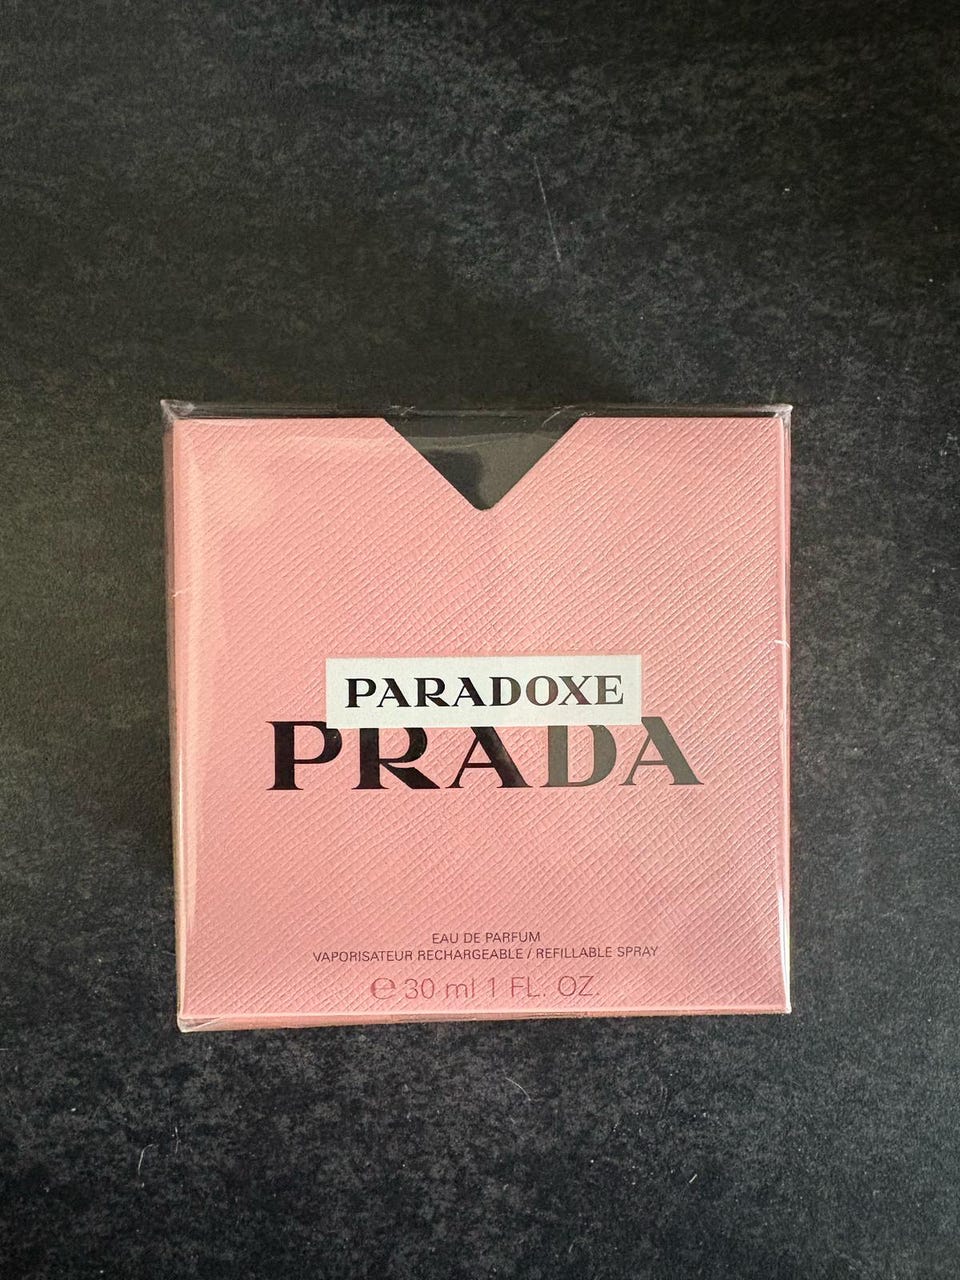 PARADOXE
PRADA
EAU DE PARFUM
VAPORISATEUR RECHARGEABLE / REFILLABLE SPRAY
℮ 30 ml 1 FL. OZ.